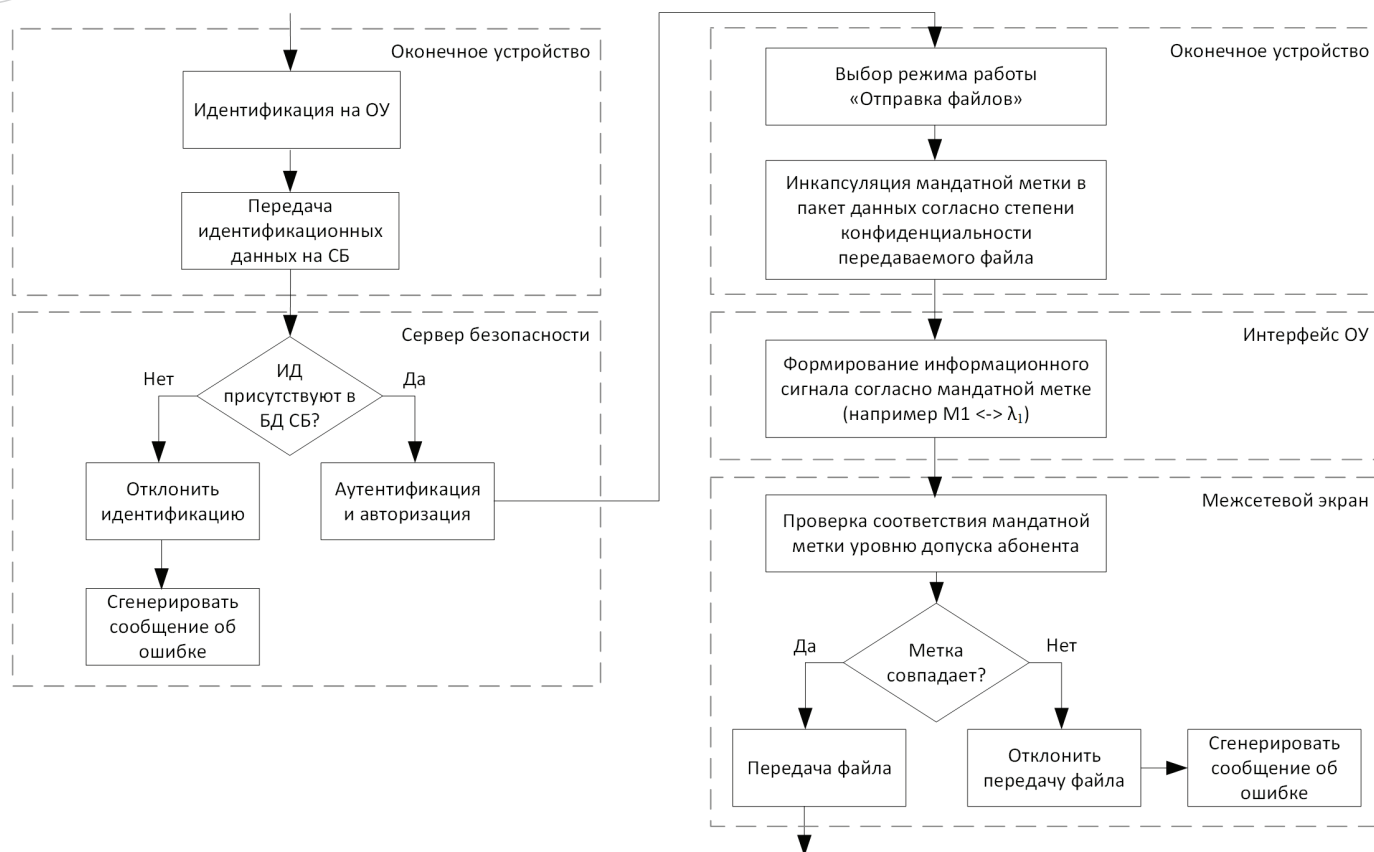 Оконечное устройство
Идентификация на ОУ
Передача
идентификационных
данных на СБ
Сервер безопасности
ИД
присутствуют в
БД СБ?
Нет
Да
Отклонить
идентификацию
Аутентификация
и авторизация
Сгенерировать
сообщение об
ошибке
Оконечное устройство
Выбор режима работы
«Отправка файлов»
Инкапсуляция мандатной метки в
пакет данных согласно степени
конфиденциальности
передаваемого файла
Интерфейс ОУ
Формирование информационного
сигнала согласно мандатной метке
(например М1 <-> λ₁)
Межсетевой экран
Проверка соответствия мандатной
метки уровню допуска абонента
Метка
совпадает?
Да
Нет
Передача файла
Отклонить
передачу файла
Сгенерировать
сообщение об
ошибке